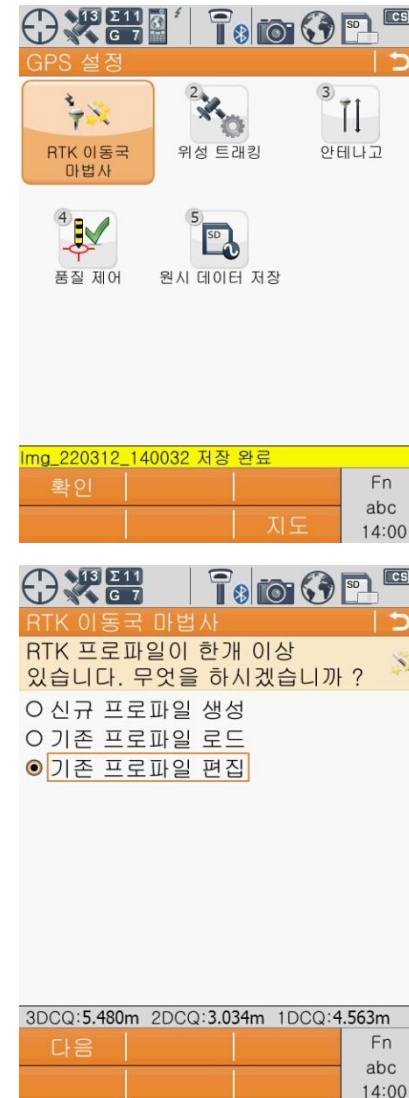 13 Σ11 G 7 SD CS
GPS 설정
RTK 이동국
마법사
2
위성 트래킹
3
안테나고
4
품질 제어
5
SD
원시 데이터 저장
Img_220312_140032 저장 완료
확인
Fn
abc
지도
14:00
13 Σ11 G 7 SD CS
RTK 이동국 마법사
RTK 프로파일이 한개 이상
있습니다. 무엇을 하시겠습니까 ?
신규 프로파일 생성
기존 프로파일 로드
기존 프로파일 편집
3DCQ:5.480m 2DCQ:3.034m 1DCQ:4.563m
다음
Fn
abc
14:00